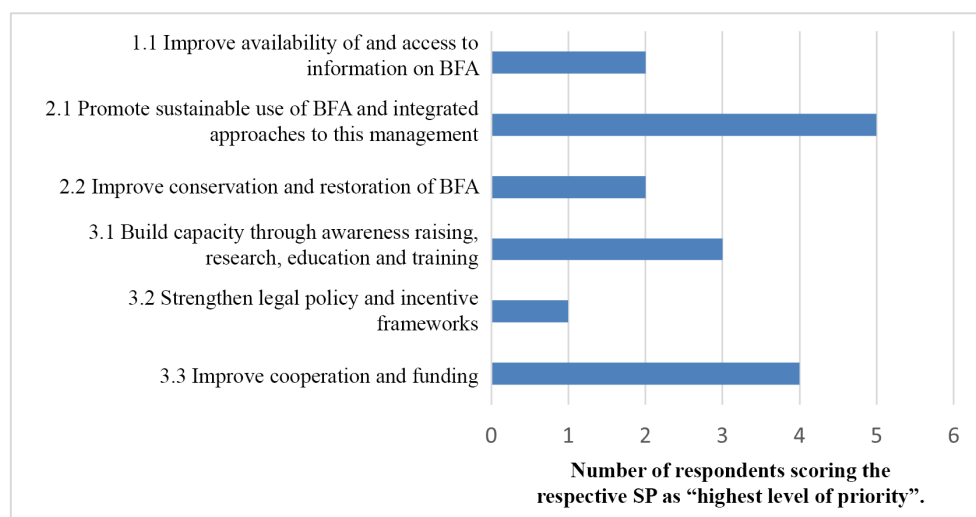 1.1 Improve availability of and access to
information on BFA
2.1 Promote sustainable use of BFA and integrated
approaches to this management
2.2 Improve conservation and restoration of BFA
3.1 Build capacity through awareness raising,
research, education and training
3.2 Strengthen legal policy and incentive
frameworks
3.3 Improve cooperation and funding
0 1 2 3 4 5 6
Number of respondents scoring the
respective SP as “highest level of priority”.